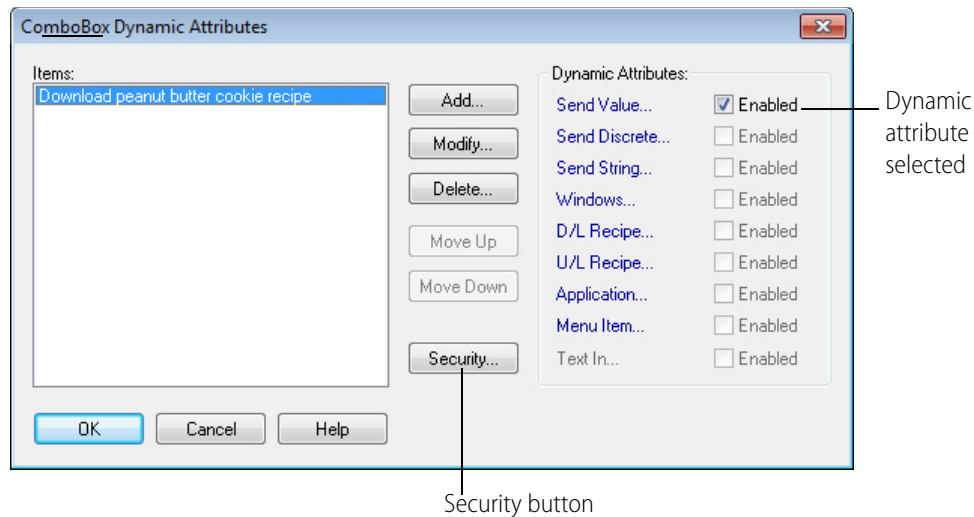 ComboBox Dynamic Attributes
Items:
Download peanut butter cookie recipe
Add...
Modify...
Delete...
Move Up
Move Down
Security...
Dynamic Attributes:
Send Value... Enabled
Send Discrete... Enabled
Send String... Enabled
Windows... Enabled
D/L Recipe... Enabled
U/L Recipe... Enabled
Application... Enabled
Menu Item... Enabled
Text In... Enabled
OK Cancel Help
Dynamic
attribute
selected
Security button